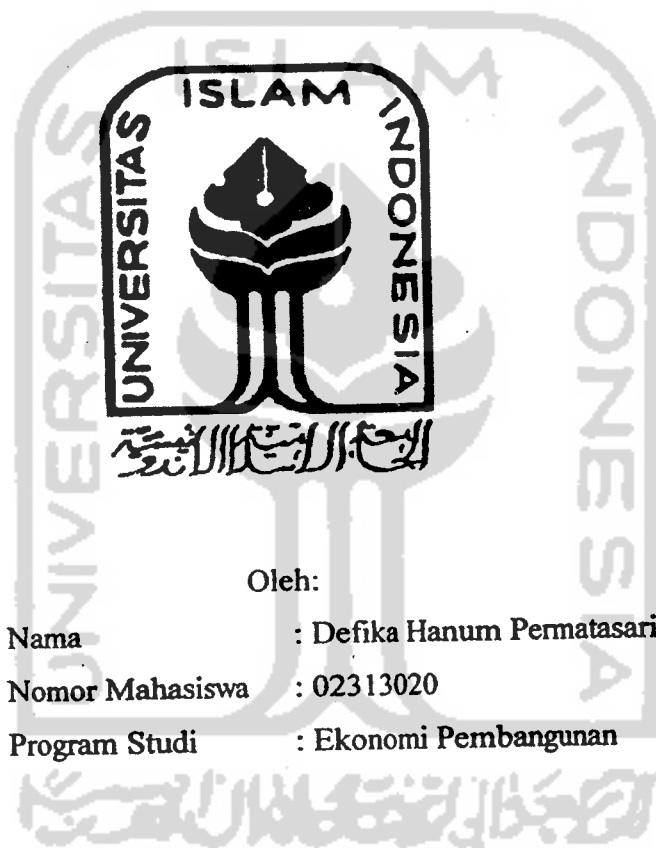 UNIVERSITAS ISLAM INDONESIA
Oleh:
Nama : Defika Hanum Permatasari
Nomor Mahasiswa : 02313020
Program Studi : Ekonomi Pembangunan